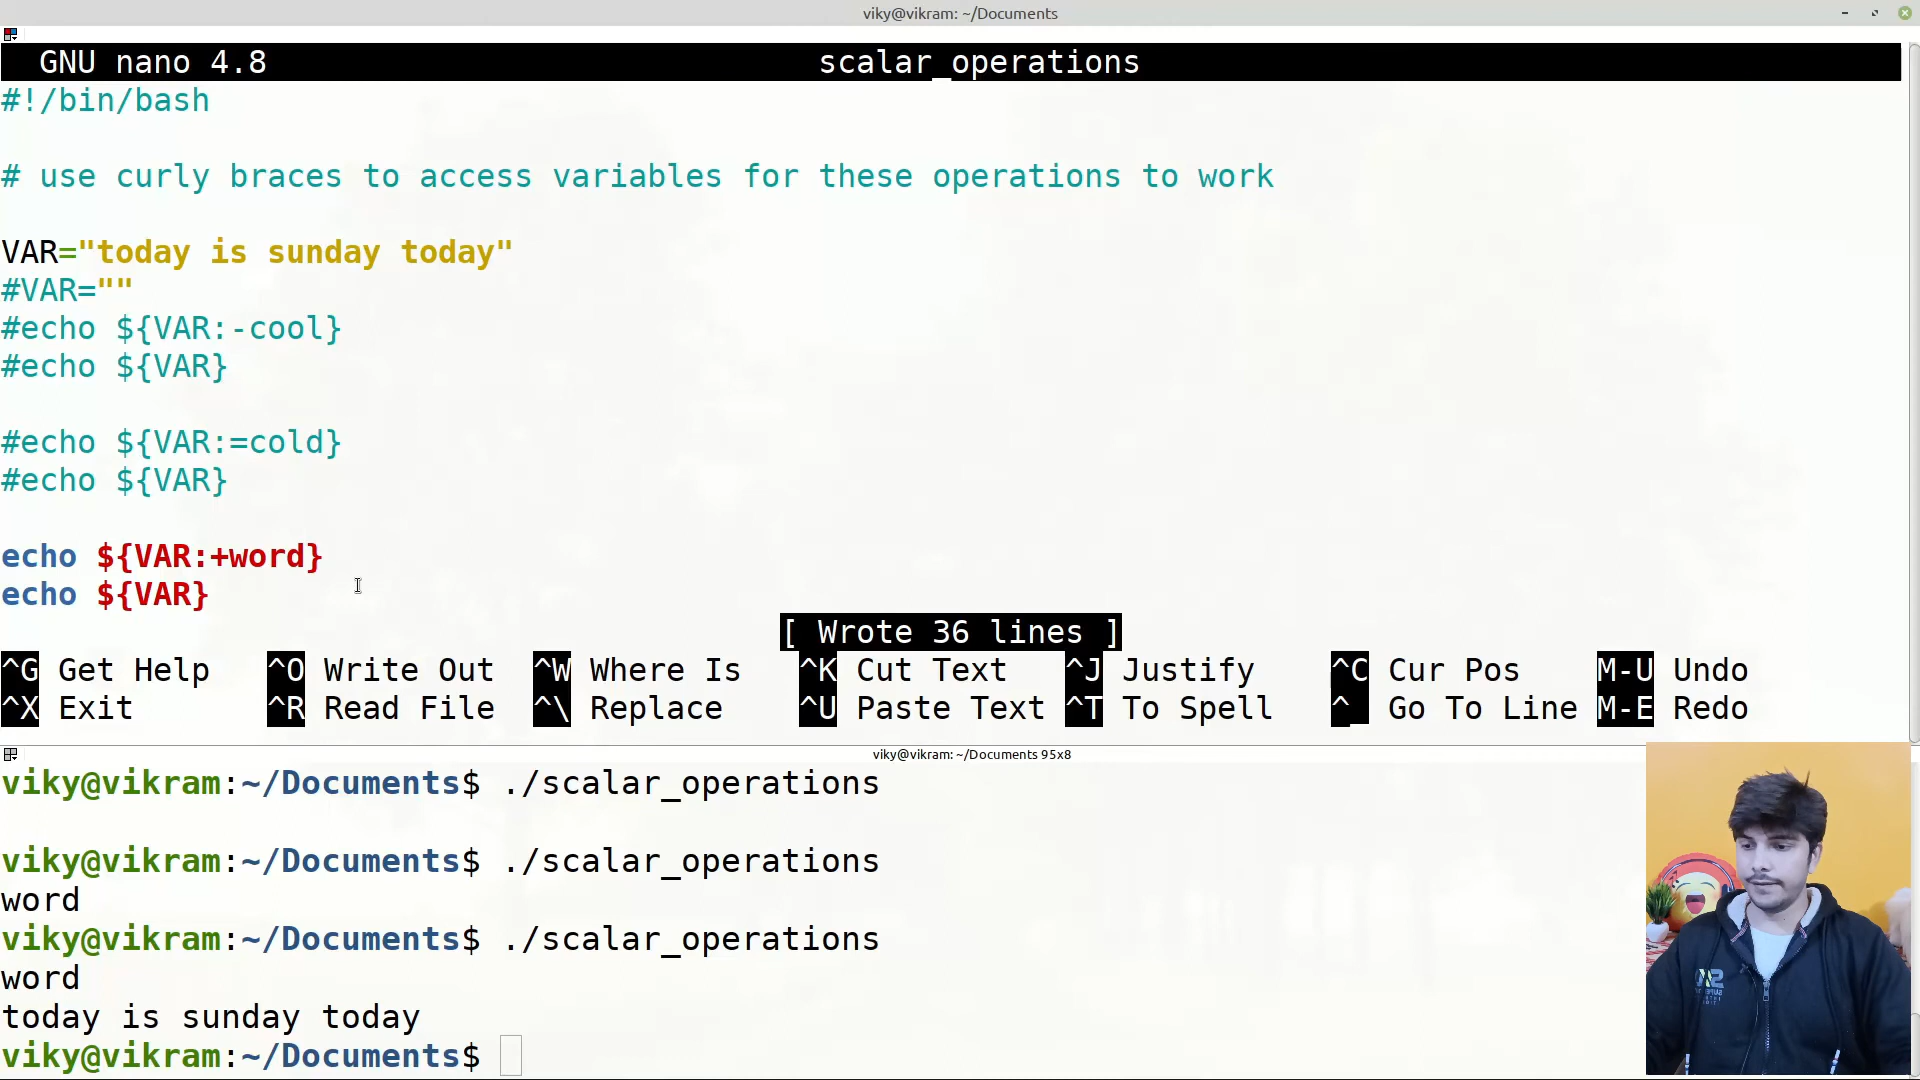 viky@vikram: ~/Documents
GNU nano 4.8 scalar_operations
#!/bin/bash
# use curly braces to access variables for these operations to work
VAR="today is sunday today"
#VAR=""
#echo ${VAR:-cool}
#echo ${VAR}
#echo ${VAR:=cold}
#echo ${VAR}
echo ${VAR:+word}
echo ${VAR}
[ Wrote 36 lines ]
^G Get Help ^O Write Out ^W Where Is ^K Cut Text ^J Justify ^C Cur Pos M-U Undo
^X Exit ^R Read File ^\ Replace ^U Paste Text ^T To Spell ^_ Go To Line M-E Redo
viky@vikram: ~/Documents 95x8
viky@vikram:~/Documents$ ./scalar_operations
viky@vikram:~/Documents$ ./scalar_operations
word
viky@vikram:~/Documents$ ./scalar_operations
word
today is sunday today
viky@vikram:~/Documents$